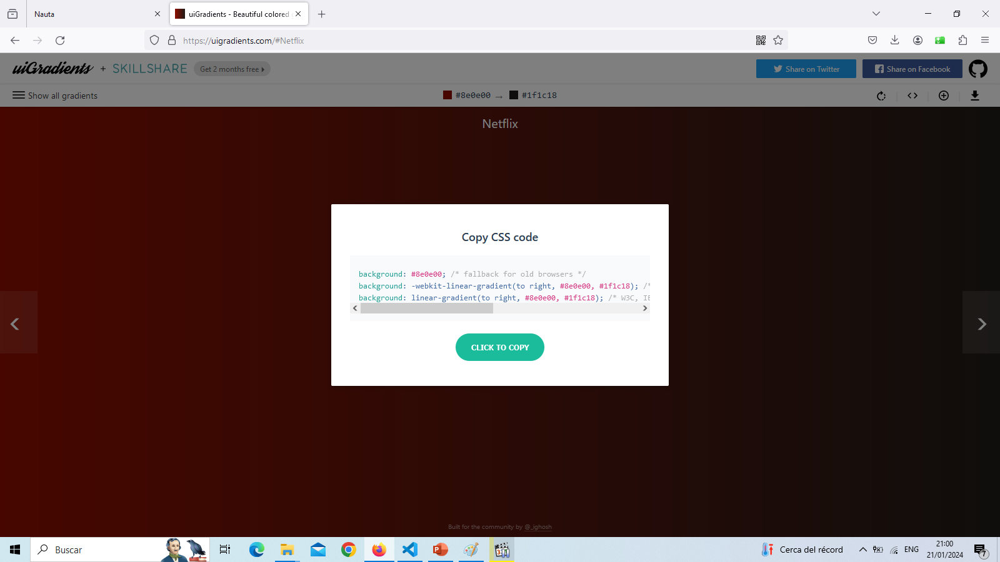 Nauta
uiGradients - Beautiful colored
https://uigradients.com/#Netflix
uiGradients + SKILLSHARE Get 2 months free
Share on Twitter
Share on Facebook
Show all gradients
#8e0e00 → #1f1c18
Netflix
Copy CSS code
background: #8e0e00; /* fallback for old browsers */
background: -webkit-linear-gradient(to right, #8e0e00, #1f1c18); /*
background: linear-gradient(to right, #8e0e00, #1f1c18); /* W3C, IE
CLICK TO COPY
Built for the community by @_ighosh
Buscar
Cerca del récord
ENG
21:00
21/01/2024
7